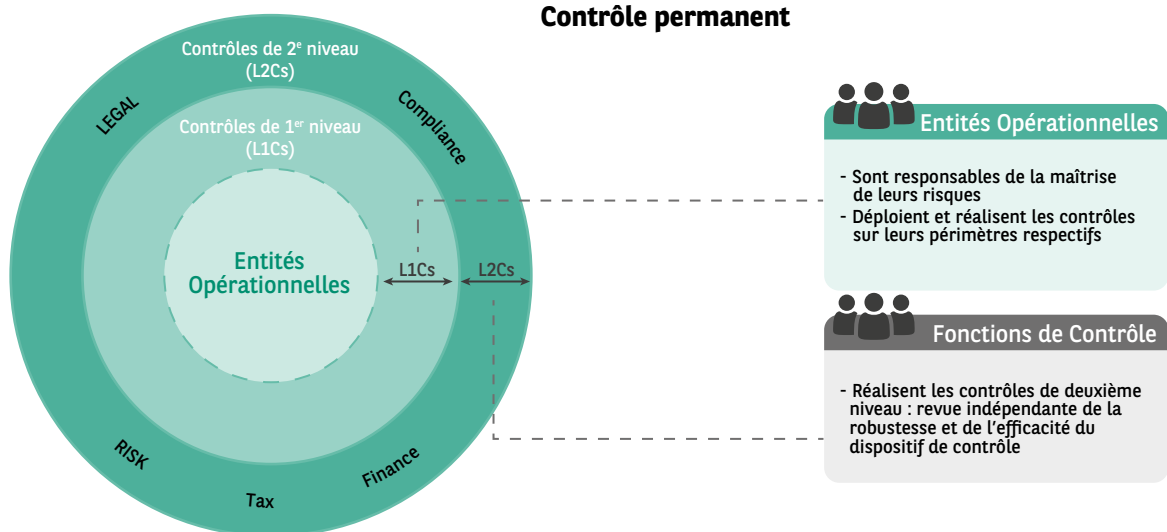 Contrôle permanent
Contrôles de 2e niveau
(L2Cs)
LEGAL
Compliance
Contrôles de 1er niveau
(L1Cs)
Entités
Opérationnelles
L1Cs
L2Cs
RISK
Tax
Finance
Entités Opérationnelles
- Sont responsables de la maîtrise
de leurs risques
- Déploient et réalisent les contrôles
sur leurs périmètres respectifs
Fonctions de Contrôle
- Réalisent les contrôles de deuxième
niveau : revue indépendante de la
robustesse et de l’efficacité du
dispositif de contrôle